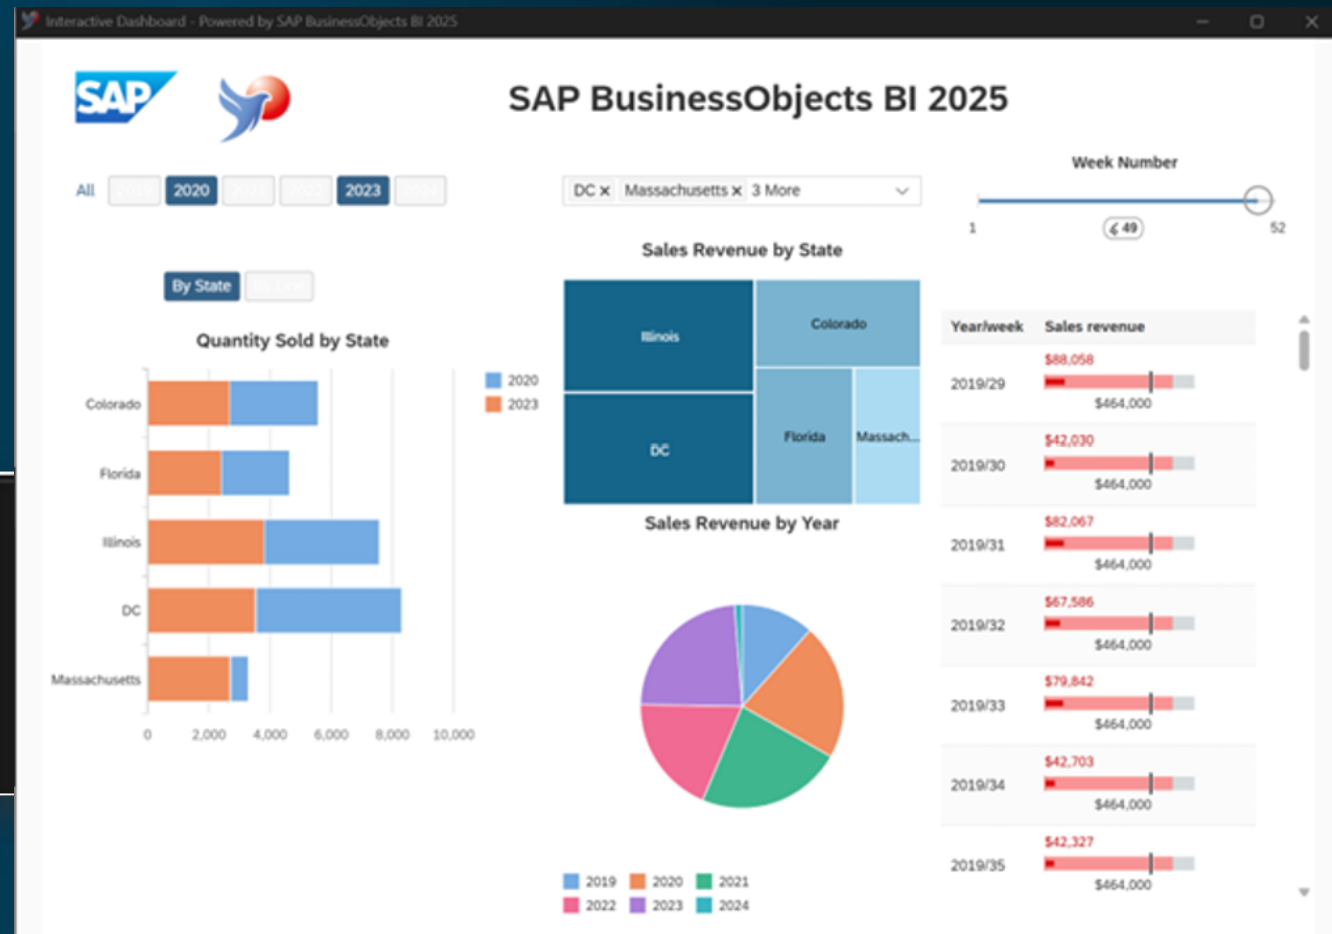 Interactive Dashboard - Powered by SAP BusinessObjects BI 2025
SAP
SAP BusinessObjects BI 2025
Week Number
1
49
52
All
2019
2020
2021
2022
2023
2024
DC × Massachusetts × 3 More
By State
By Line
Quantity Sold by State
Colorado
Florida
Illinois
DC
Massachusetts
0 2,000 4,000 6,000 8,000 10,000
2020
2023
Sales Revenue by State
Illinois
Colorado
DC
Florida
Massach...
Sales Revenue by Year
2019 2020 2021
2022 2023 2024
Year/week Sales revenue
$88,058
2019/29
$464,000
$42,030
2019/30
$464,000
$82,067
2019/31
$464,000
$67,586
2019/32
$464,000
$79,842
2019/33
$464,000
$42,703
2019/34
$464,000
$42,327
2019/35
$464,000